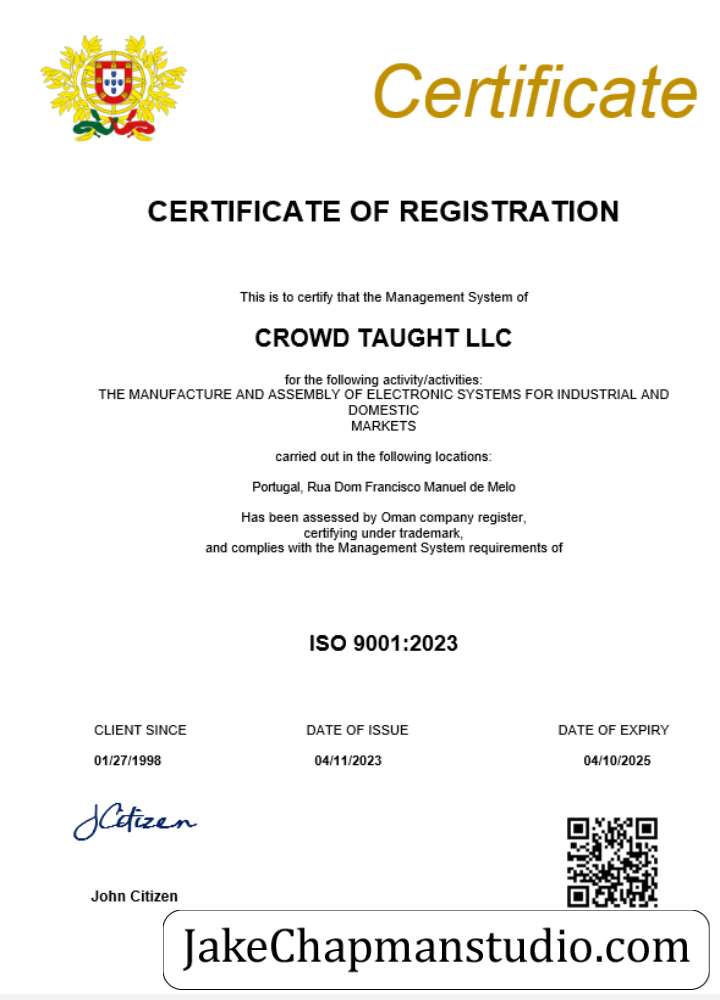 Certificate
CERTIFICATE OF REGISTRATION
This is to certify that the Management System of
CROWD TAUGHT LLC
for the following activity/activities:
THE MANUFACTURE AND ASSEMBLY OF ELECTRONIC SYSTEMS FOR INDUSTRIAL AND
DOMESTIC
MARKETS
carried out in the following locations:
Portugal, Rua Dom Francisco Manuel de Melo
Has been assessed by Oman company register,
certifying under trademark,
and complies with the Management System requirements of
ISO 9001:2023
CLIENT SINCE DATE OF ISSUE DATE OF EXPIRY
01/27/1998 04/11/2023 04/10/2025
JCitizen
John Citizen
JakeChapmanstudio.com